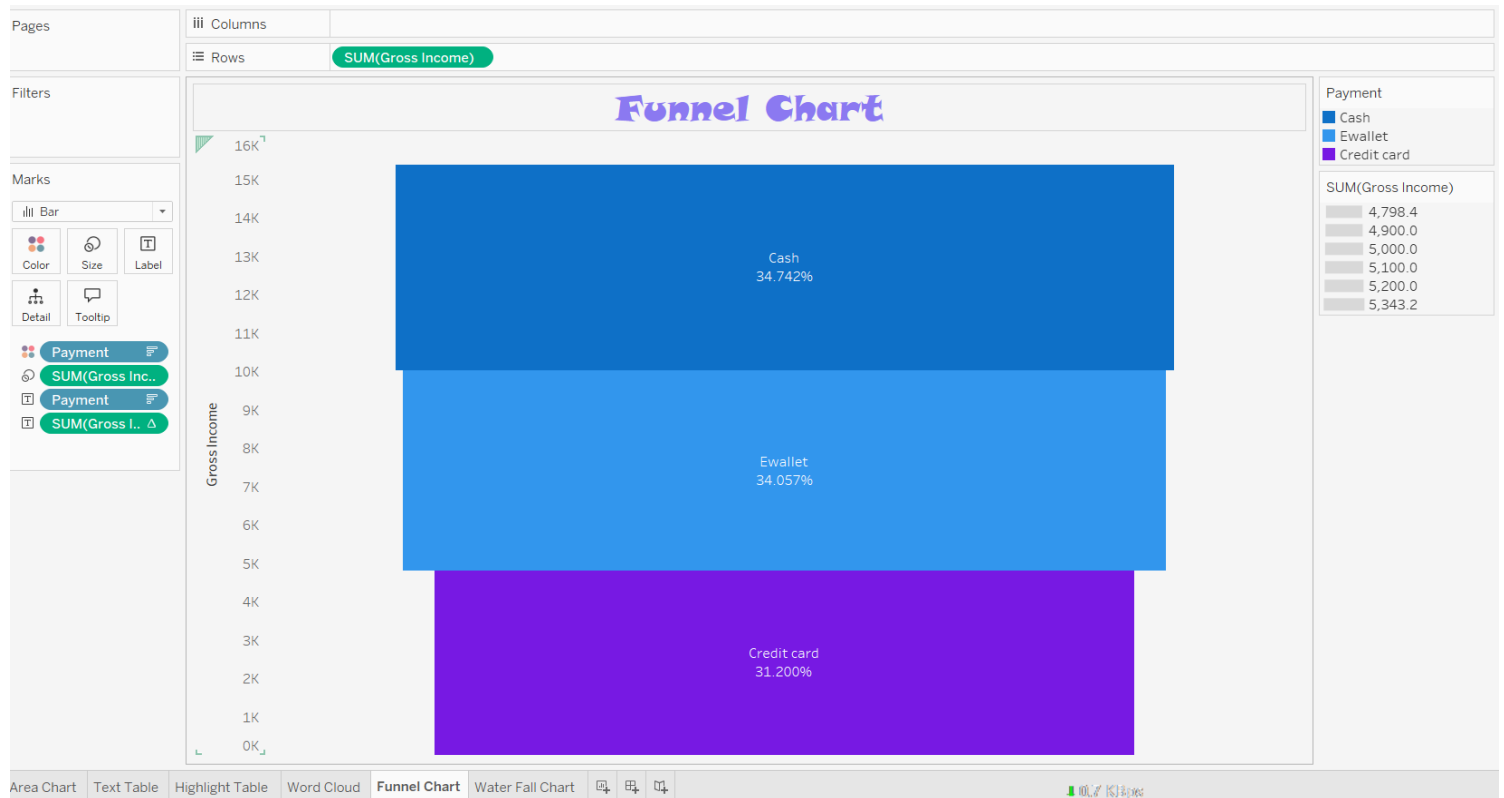 Pages
Columns
Rows
SUM(Gross Income)
Filters
Marks
Bar
Color
Size
Label
Detail
Tooltip
Payment
SUM(Gross Inc..
Payment
SUM(Gross I.. Δ
Funnel Chart
16K
15K
14K
13K
12K
11K
10K
9K
8K
7K
6K
5K
4K
3K
2K
1K
0K
Gross Income
Cash
34.742%
Ewallet
34.057%
Credit card
31.200%
Payment
Cash
Ewallet
Credit card
SUM(Gross Income)
4,798.4
4,900.0
5,000.0
5,100.0
5,200.0
5,343.2
Area Chart Text Table Highlight Table Word Cloud Funnel Chart Water Fall Chart